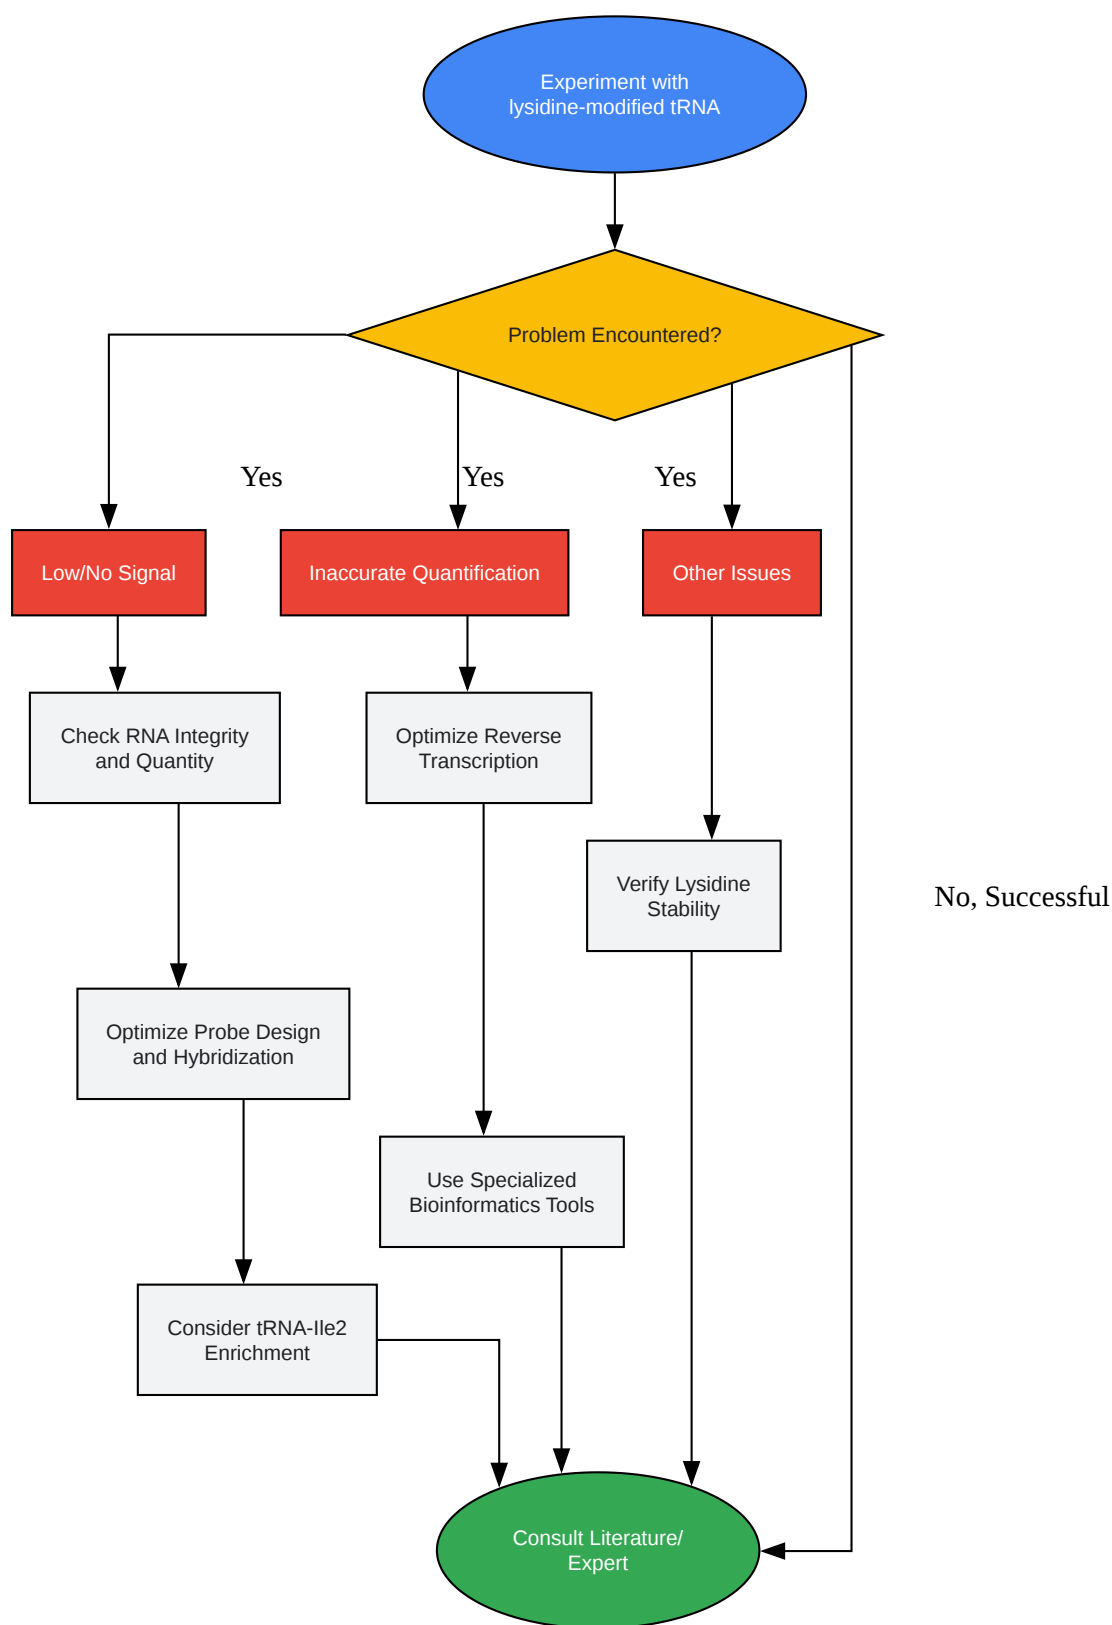 Experiment with
lysidine-modified tRNA
Problem Encountered?
Yes
Yes
Yes
Low/No Signal
Inaccurate Quantification
Other Issues
Check RNA Integrity
and Quantity
Optimize Reverse
Transcription
Verify Lysidine
Stability
No, Successful
Optimize Probe Design
and Hybridization
Use Specialized
Bioinformatics Tools
Consider tRNA-Ile2
Enrichment
Consult Literature/
Expert